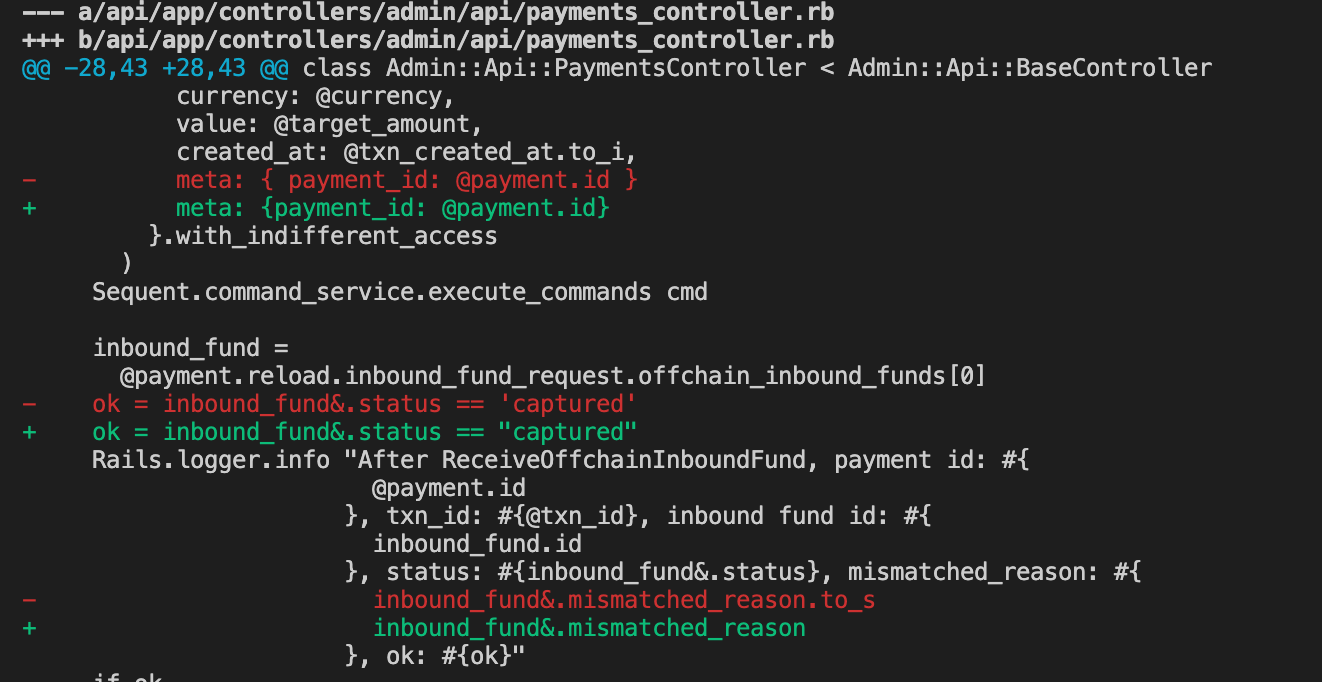 --- a/api/app/controllers/admin/api/payments_controller.rb
+++ b/api/app/controllers/admin/api/payments_controller.rb
@@ -28,43 +28,43 @@ class Admin::Api::PaymentsController < Admin::Api::BaseController
           currency: @currency,
           value: @target_amount,
           created_at: @txn_created_at.to_i,
-          meta: { payment_id: @payment.id }
+          meta: {payment_id: @payment.id}
         }.with_indifferent_access
       )
     Sequent.command_service.execute_commands cmd

     inbound_fund =
       @payment.reload.inbound_fund_request.offchain_inbound_funds[0]
-    ok = inbound_fund&.status == 'captured'
+    ok = inbound_fund&.status == "captured"
     Rails.logger.info "After ReceiveOffchainInboundFund, payment id: #{
                         @payment.id
                       }, txn_id: #{@txn_id}, inbound fund id: #{
                         inbound_fund.id
                       }, status: #{inbound_fund&.status}, mismatched_reason: #{
-                        inbound_fund&.mismatched_reason.to_s
+                        inbound_fund&.mismatched_reason
                       }, ok: #{ok}"
     if ok